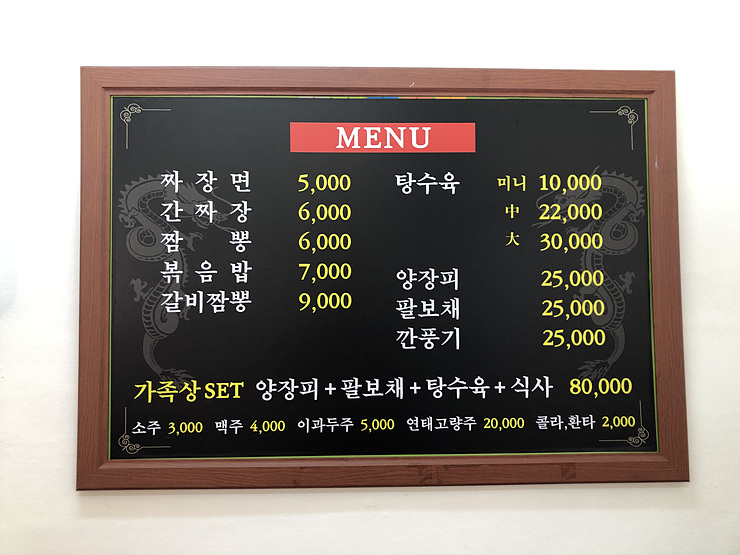 MENU
짜장면 5,000
간짜장 6,000
짬뽕 6,000
볶음밥 7,000
갈비짬뽕 9,000
탕수육 미니 10,000
中 22,000
大 30,000
양장피 25,000
팔보채 25,000
깐풍기 25,000
가족상 SET 양장피+팔보채+탕수육+식사 80,000
소주 3,000 맥주 4,000 이과두주 5,000 연태고량주 20,000 콜라,환타 2,000